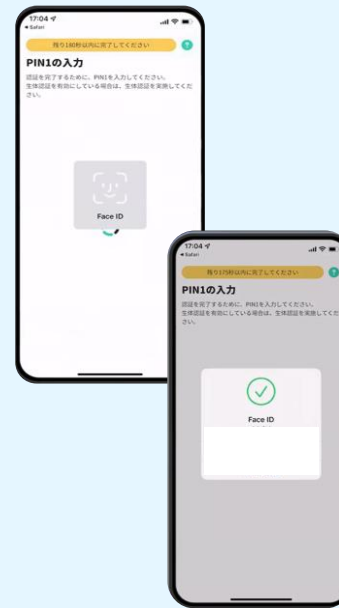 17:04
◀ Safari
残り180秒以内に完了してください
?
PIN1の入力
認証を完了するために、PINを入力してください。
生体認証を有効にしている場合は、生体認証を実施してくだ
さい。
Face ID
17:04
◀ Safari
残り175秒以内に完了してください
?
PIN1の入力
認証を完了するために、PINを入力してください。
生体認証を有効にしている場合は、生体認証を実施してくだ
さい。
Face ID